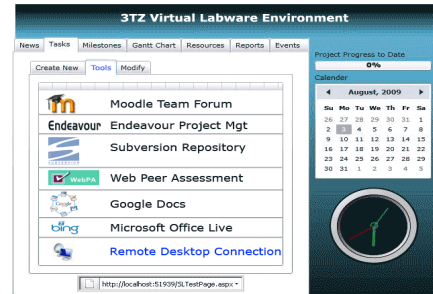 3TZ Virtual Labware Environment
News Tasks Milestones Gantt Chart Resources Reports Events
Create New Tools Modify
Moodle Team Forum
Endeavour Endeavour Project Mgt
SUBVERSION Subversion Repository
WebPA Web Peer Assessment
Google Google Docs
bing Microsoft Office Live
Remote Desktop Connection
http://localhost:51939/SLTestPage.aspx
Project Progress to Date
0%
Calender
August, 2009
Su Mo Tu We Th Fr Sa
26 27 28 29 30 31 1
2 3 4 5 6 7 8
9 10 11 12 13 14 15
16 17 18 19 20 21 22
23 24 25 26 27 28 29
30 31 1 2 3 4 5